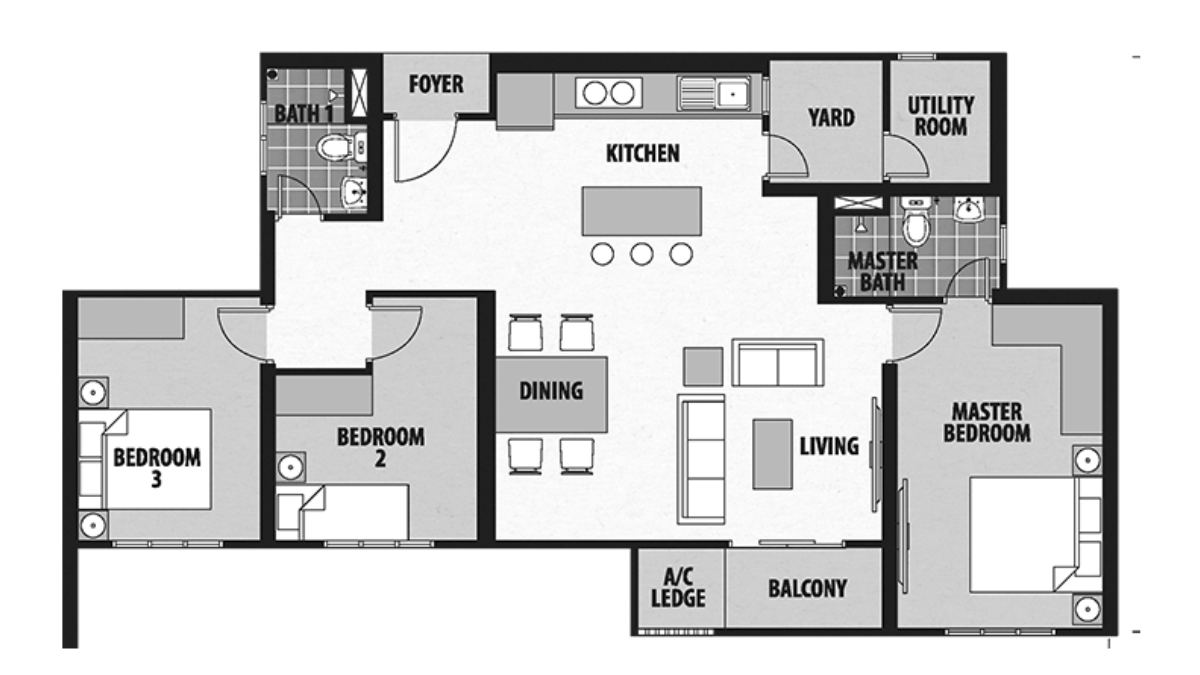 FOYER
BATH 1
YARD
UTILITY
ROOM
KITCHEN
MASTER
BATH
DINING
BEDROOM
3
BEDROOM
2
LIVING
MASTER
BEDROOM
A/C
LEDGE
BALCONY